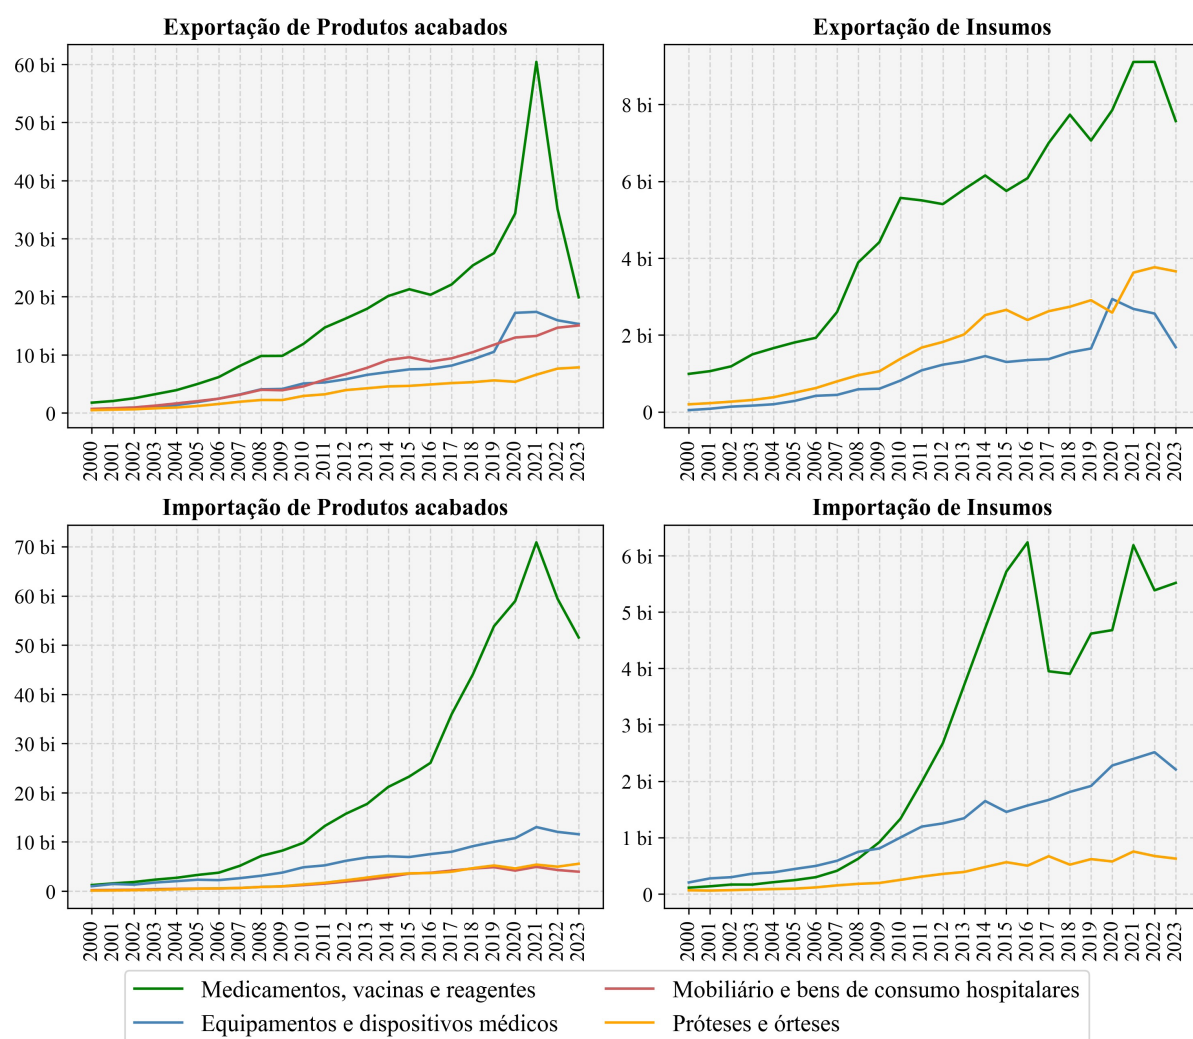 Exportação de Produtos acabados
60 bi
50 bi
40 bi
30 bi
20 bi
10 bi
0
2000 2001 2002 2003 2004 2005 2006 2007 2008 2009 2010 2011 2012 2013 2014 2015 2016 2017 2018 2019 2020 2021 2022 2023
Exportação de Insumos
8 bi
6 bi
4 bi
2 bi
0
2000 2001 2002 2003 2004 2005 2006 2007 2008 2009 2010 2011 2012 2013 2014 2015 2016 2017 2018 2019 2020 2021 2022 2023
Importação de Produtos acabados
70 bi
60 bi
50 bi
40 bi
30 bi
20 bi
10 bi
0
2000 2001 2002 2003 2004 2005 2006 2007 2008 2009 2010 2011 2012 2013 2014 2015 2016 2017 2018 2019 2020 2021 2022 2023
Importação de Insumos
6 bi
5 bi
4 bi
3 bi
2 bi
1 bi
0
2000 2001 2002 2003 2004 2005 2006 2007 2008 2009 2010 2011 2012 2013 2014 2015 2016 2017 2018 2019 2020 2021 2022 2023
Medicamentos, vacinas e reagentes
Equipamentos e dispositivos médicos
Mobiliário e bens de consumo hospitalares
Próteses e órteses